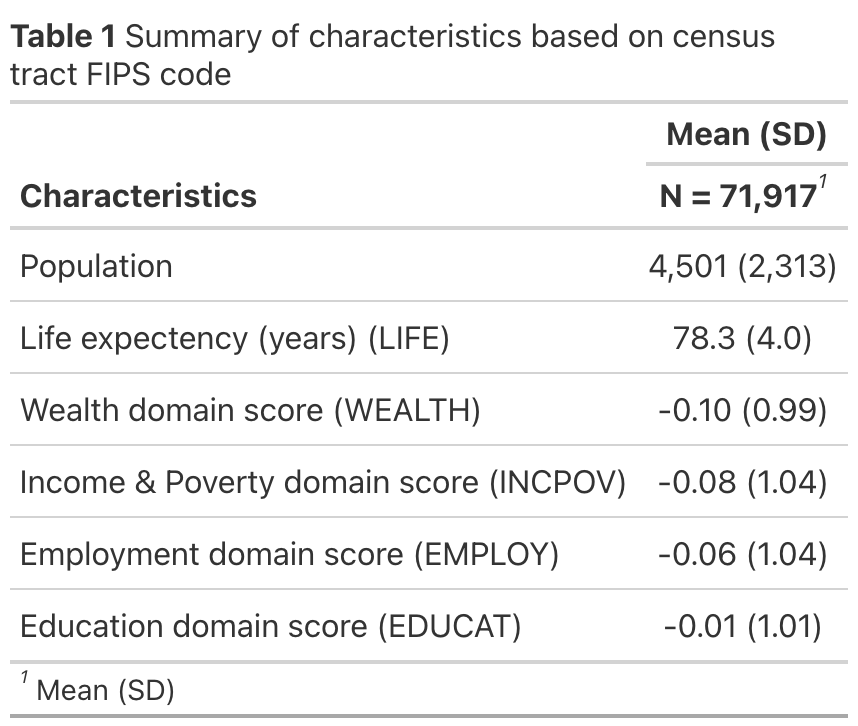 Table 1 Summary of characteristics based on census
tract FIPS code
Mean (SD)
Characteristics N = 71,917¹
Population 4,501 (2,313)
Life expectency (years) (LIFE) 78.3 (4.0)
Wealth domain score (WEALTH) -0.10 (0.99)
Income & Poverty domain score (INCPOV) -0.08 (1.04)
Employment domain score (EMPLOY) -0.06 (1.04)
Education domain score (EDUCAT) -0.01 (1.01)
¹ Mean (SD)